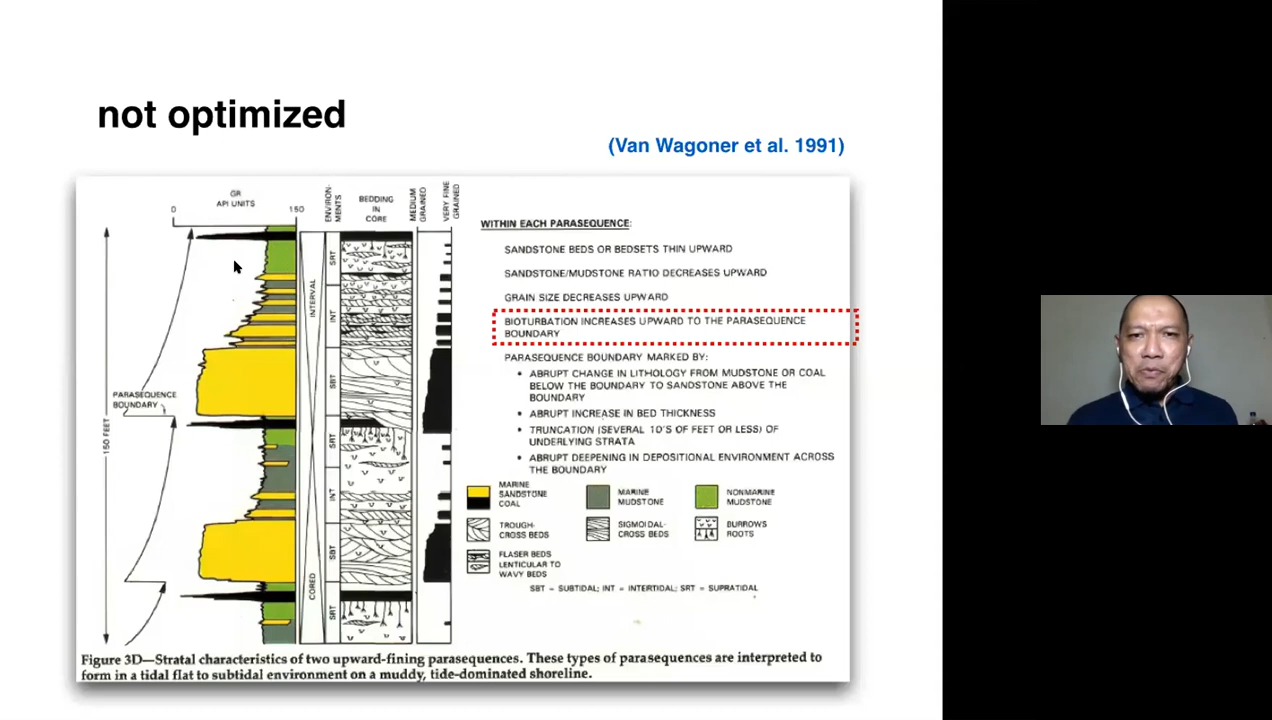 not optimized
(Van Wagoner et al. 1991)
GR
API UNITS
0
150
ENVIRON-
MENTS
BEDDING
IN
CORE
MEDIUM
GRAINED
VERY FINE
GRAINED
WITHIN EACH PARASEQUENCE:
SANDSTONE BEDS OR BEDSETS THIN UPWARD
SANDSTONE/MUDSTONE RATIO DECREASES UPWARD
GRAIN SIZE DECREASES UPWARD
BIOTURBATION INCREASES UPWARD TO THE PARASEQUENCE
BOUNDARY
PARASEQUENCE BOUNDARY MARKED BY:
• ABRUPT CHANGE IN LITHOLOGY FROM MUDSTONE OR COAL
BELOW THE BOUNDARY TO SANDSTONE ABOVE THE
BOUNDARY
• ABRUPT INCREASE IN BED THICKNESS
• TRUNCATION (SEVERAL 10'S OF FEET OR LESS) OF
UNDERLYING STRATA
• ABRUPT DEEPENING IN DEPOSITIONAL ENVIRONMENT ACROSS
THE BOUNDARY
PARASEQUENCE
BOUNDARY
150 FEET
CORED
INTERVAL
SRT
INT
SBT
SRT
INT
SBT
SRT
MARINE
SANDSTONE
COAL
MARINE
MUDSTONE
NONMARINE
MUDSTONE
TROUGH-
CROSS BEDS
SIGMOIDAL-
CROSS BEDS
BURROWS
ROOTS
FLASER BEDS
LENTICULAR TO
WAVY BEDS
SBT = SUBTIDAL; INT = INTERTIDAL; SRT = SUPRATIDAL
Figure 3D—Stratal characteristics of two upward-fining parasequences. These types of parasequences are interpreted to
form in a tidal flat to subtidal environment on a muddy, tide-dominated shoreline.